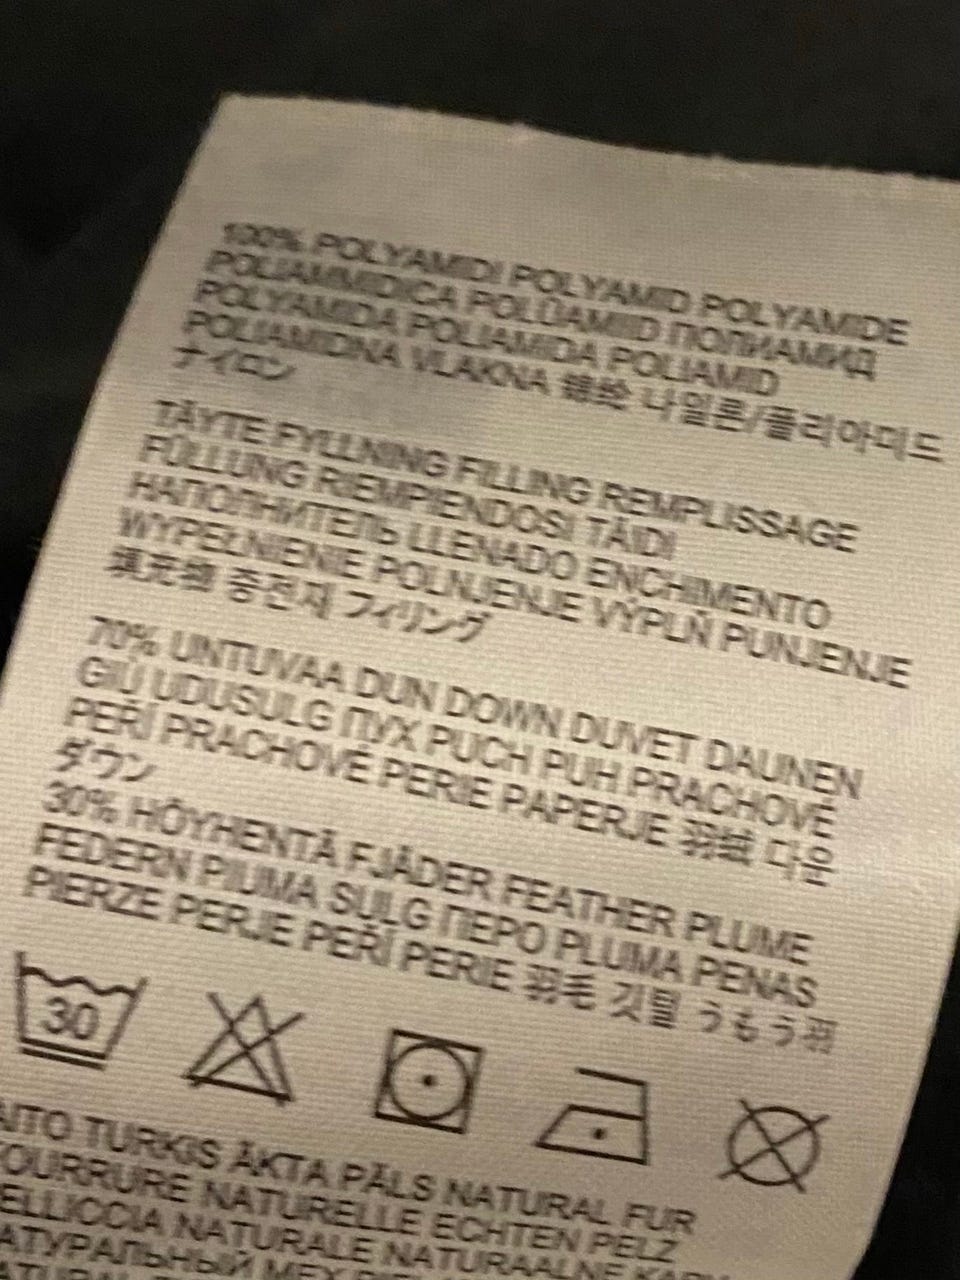 100% POLYAMIDI POLYAMID POLYAMIDE
POLIAMMIDICA POLÜAMIID ПОЛИАМИД
POLYAMIDA POLIAMIDA POLIAMID
POLIAMIDNA VLAKNA 锦纶 나일론/폴리아미드
ナイロン
TÄYTE FYLLNING FILLING REMPLISSAGE
FÜLLUNG RIEMPIENDOSI TÄIDI
НАПОЛНИТЕЛЬ LLENADO ENCHIMENTO
WYPEŁNIENIE POLNJENJE VÝPLŇ PUNJENJE
填充物 충전재 フィリング
70% UNTUVAA DUN DOWN DUVET DAUNEN
GIÙ UDUSULG ПУХ PUCH PUH PRACHOVÉ
PEŘÍ PRACHOVÉ PERIE PAPERJE 羽绒 다운
ダウン
30% HÖYHENTÄ FJÄDER FEATHER PLUME
FEDERN PIUMA SULG ПЕРО PLUMA PENAS
PIERZE PERJE PEŘÍ PERIE 羽毛 깃털 うもう羽
30
AITO TURKIS ÄKTA PÄLS NATURAL FUR
FOURRURE NATURELLE ECHTEN PELZ
PELLICCIA NATURALE NATURAALNE
НАТУРАЛЬНЫЙ МЕХ